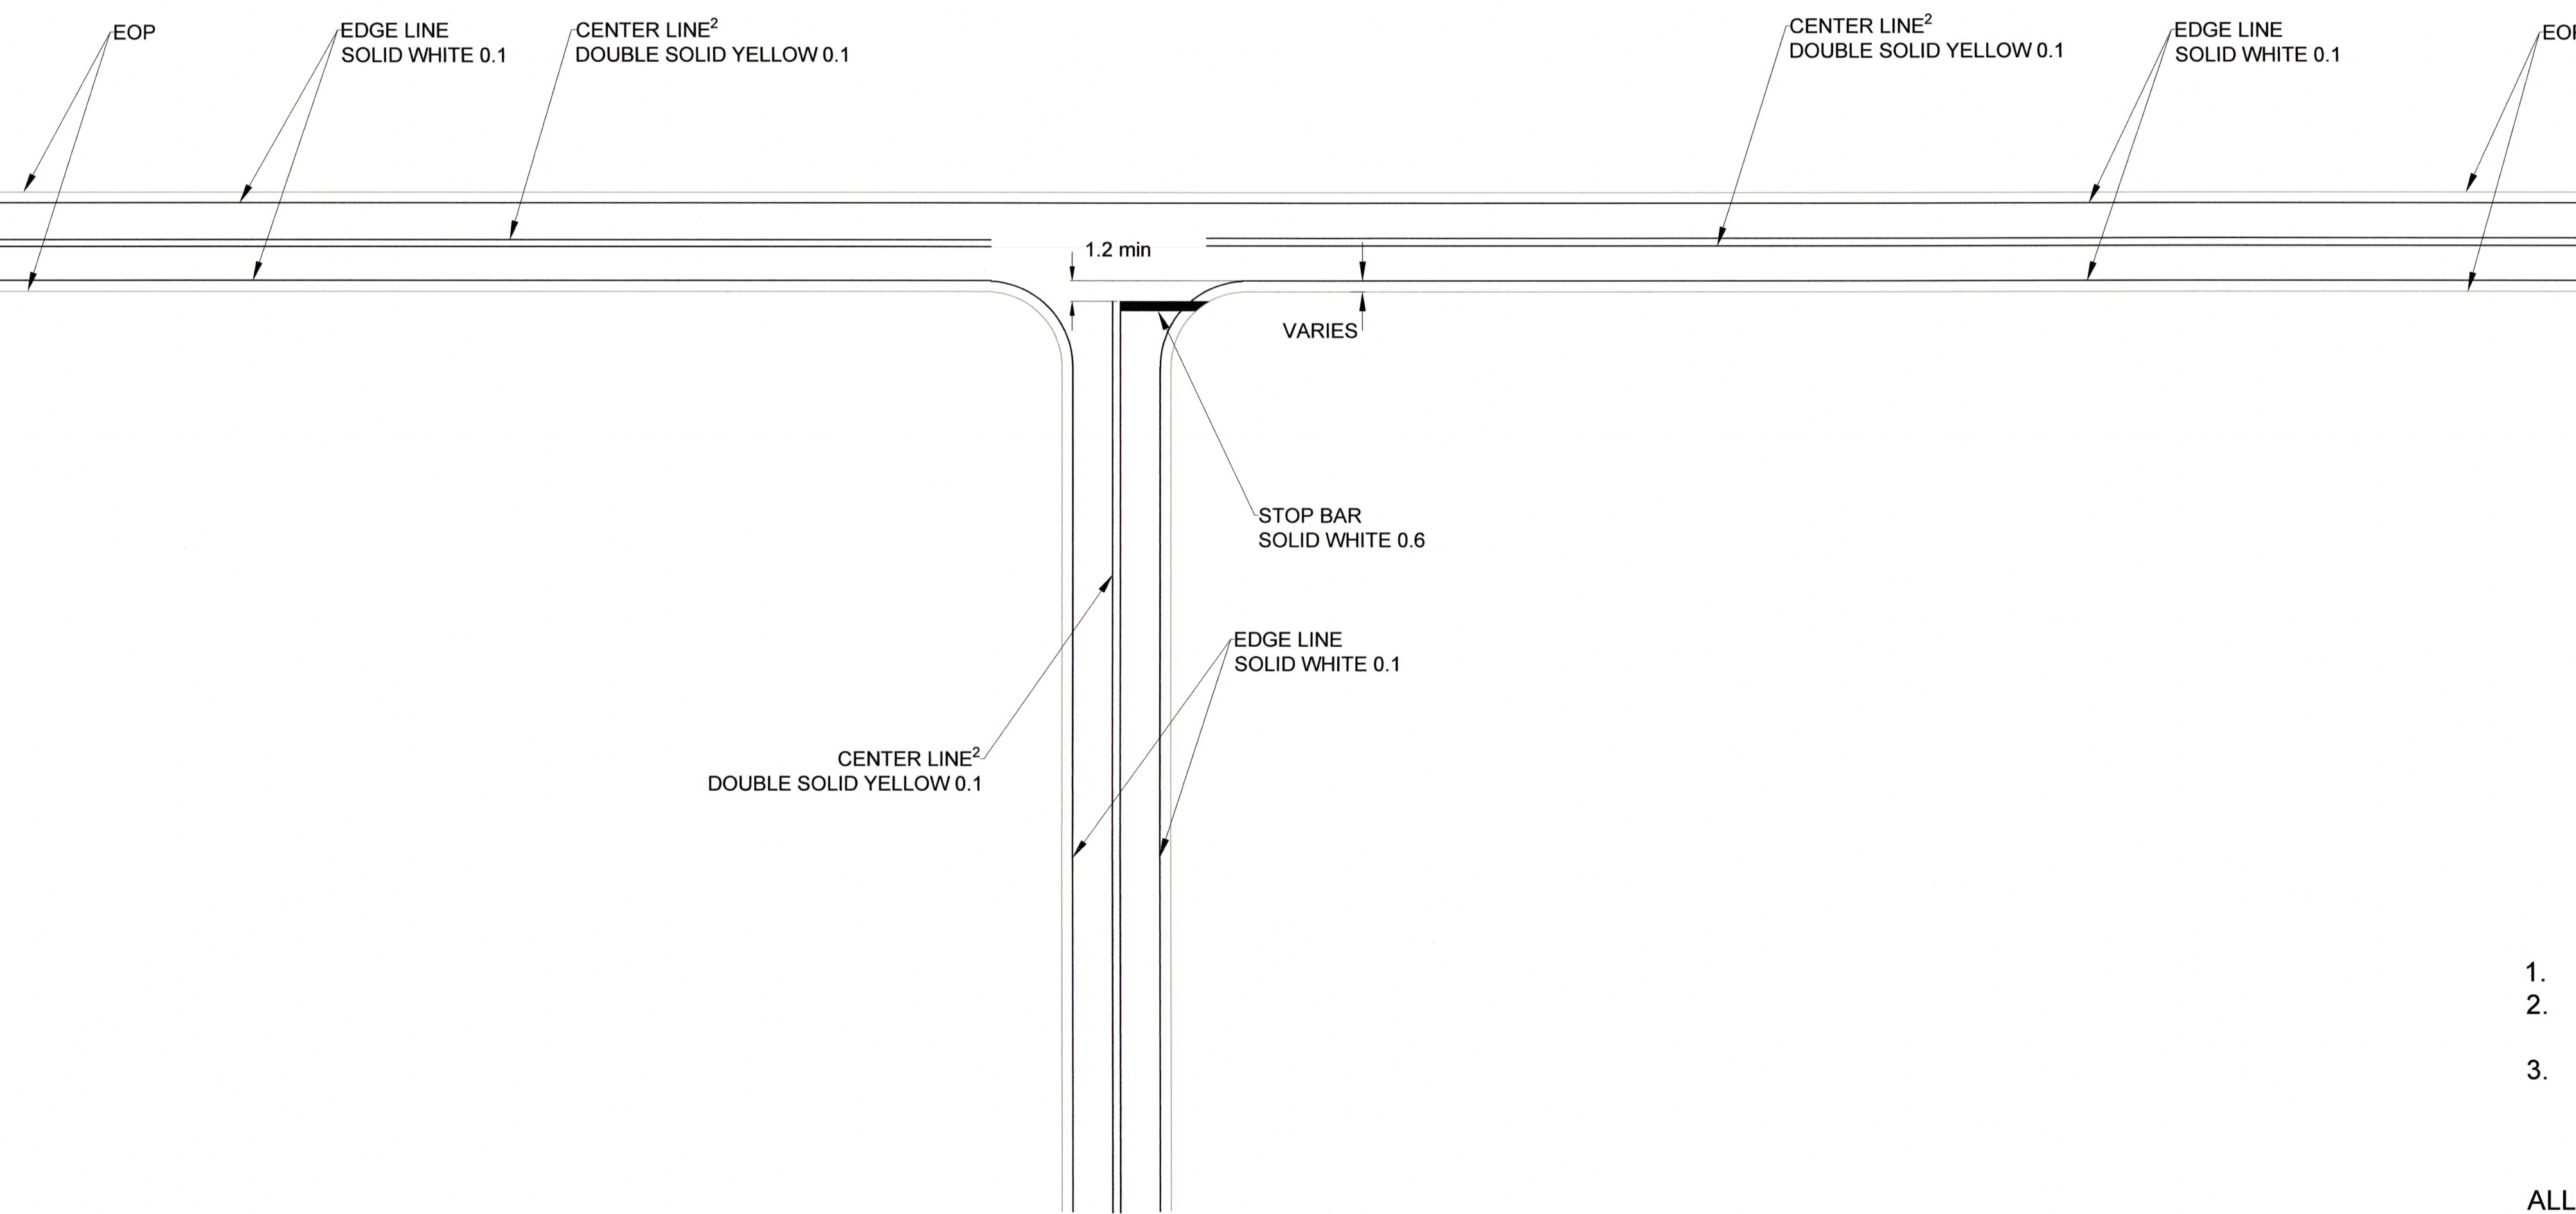 EOP
EDGE LINE
SOLID WHITE 0.1
CENTER LINE²
DOUBLE SOLID YELLOW 0.1
CENTER LINE²
DOUBLE SOLID YELLOW 0.1
EDGE LINE
SOLID WHITE 0.1
1.2 min
VARIES
STOP BAR
SOLID WHITE 0.6
EDGE LINE
SOLID WHITE 0.1
CENTER LINE²
DOUBLE SOLID YELLOW 0.1
1.
2.
3.
ALL